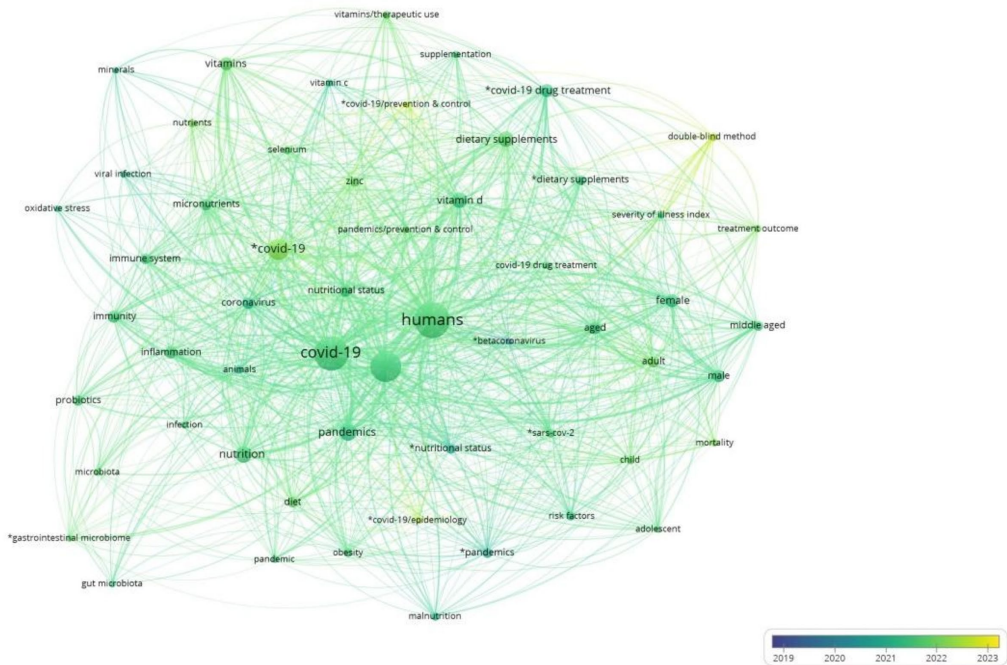 vitamins/therapeutic use
supplementation
vitamins
minerals
vitamin c
*covid-19 drug treatment
*covid-19/prevention & control
nutrients
double-blind method
dietary supplements
selenium
viral infection
zinc
*dietary supplements
vitamin d
micronutrients
oxidative stress
severity of illness index
pandemics/prevention & control
treatment outcome
*covid-19
immune system
covid-19 drug treatment
nutritional status
coronavirus
female
immunity
humans
aged
middle aged
*betacoronavirus
covid-19
inflammation
adult
animals
male
probiotics
infection
pandemics
*sars-cov-2
mortality
*nutritional status
nutrition
child
microbiota
diet
risk factors
*covid-19/epidemiology
adolescent
*gastrointestinal microbiome
obesity
*pandemics
pandemic
gut microbiota
malnutrition
2019 2020 2021 2022 2023